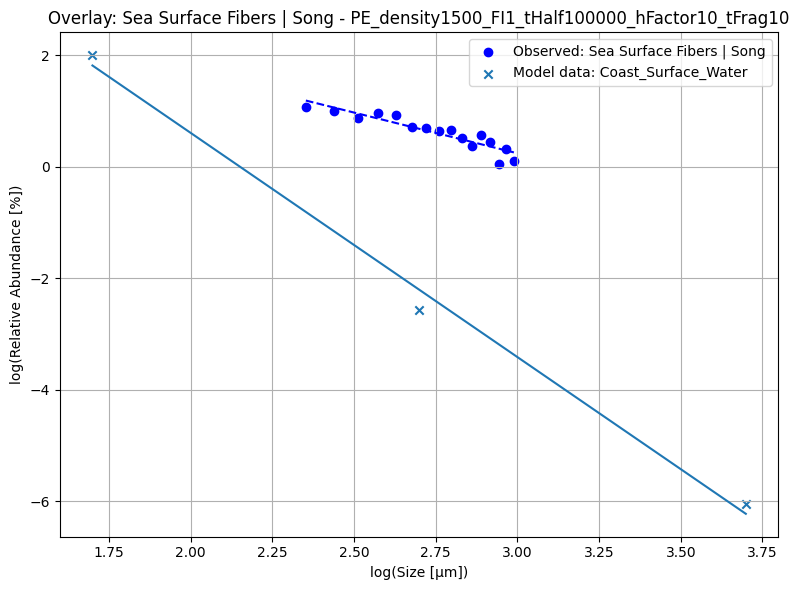 Overlay: Sea Surface Fibers | Song - PE_density1500_FI1_tHalf100000_hFactor10_tFrag10
Observed: Sea Surface Fibers | Song
Model data: Coast_Surface_Water
2
0
−2
−4
−6
log(Relative Abundance [%])
1.75
2.00
2.25
2.50
2.75
3.00
3.25
3.50
3.75
log(Size [µm])